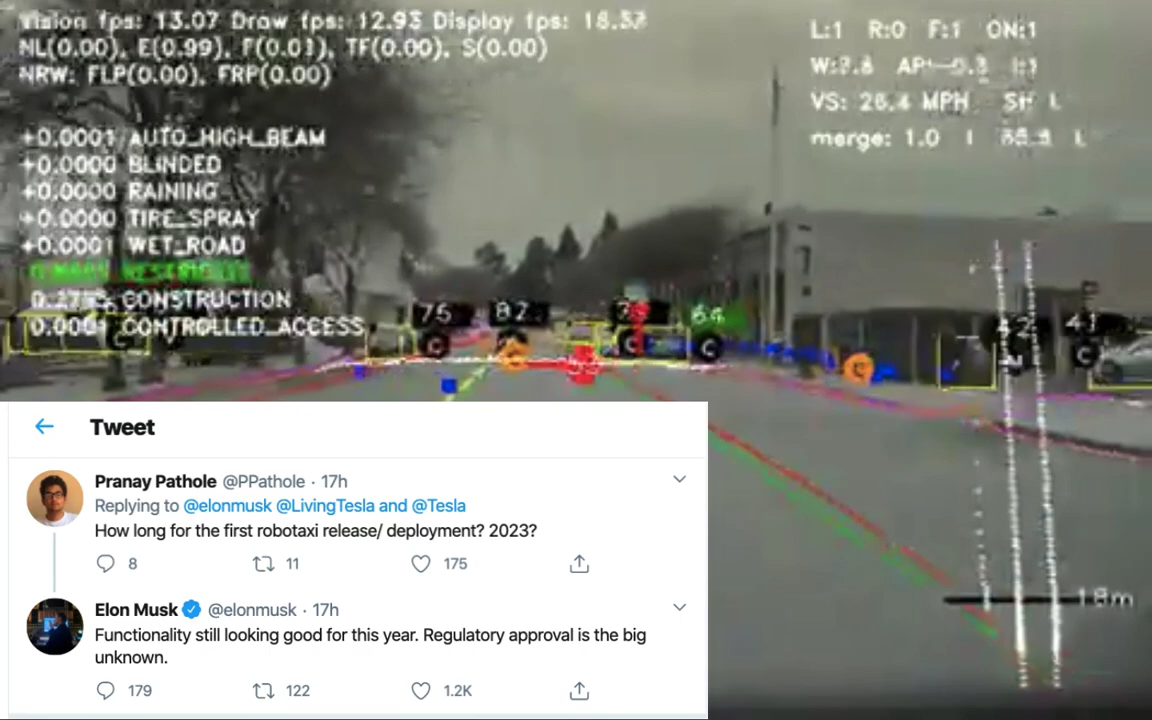 Vision fps: 13.07 Draw fps: 12.93 Display fps:
NL(0.00), E(0.99), F(0.01), TF(0.00), S(0.00)
NRW: FLP(0.00), FRP(0.00)
L:1 R:0 F:1 ON:1
VS: 26.4 MPH
merge: 1.0
+0.0001 AUTO_HIGH_BEAM
+0.0000 BLINDED
+0.0000 RAINING
+0.0000 TIRE_SPRAY
+0.0001 WET_ROAD
CONSTRUCTION
0.0001 CONTROLLED_ACCESS
75 82 64 41
C C C C C
18m
Tweet
Pranay Pathole @PPathole · 17h
Replying to @elonmusk @LivingTesla and @Tesla
How long for the first robotaxi release/ deployment? 2023?
8 11 175
Elon Musk @elonmusk · 17h
Functionality still looking good for this year. Regulatory approval is the big
unknown.
179 122 1.2K